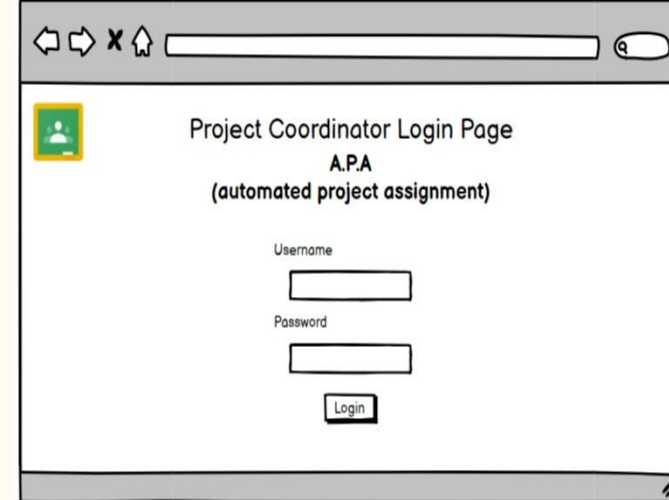 Project Coordinator Login Page
A.P.A
(automated project assignment)
Username
Password
Login